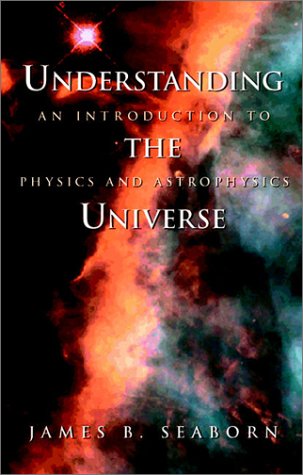 UNDERSTANDING
AN INTRODUCTION TO
THE
PHYSICS AND ASTROPHYSICS
UNIVERSE
JAMES B. SEABORN